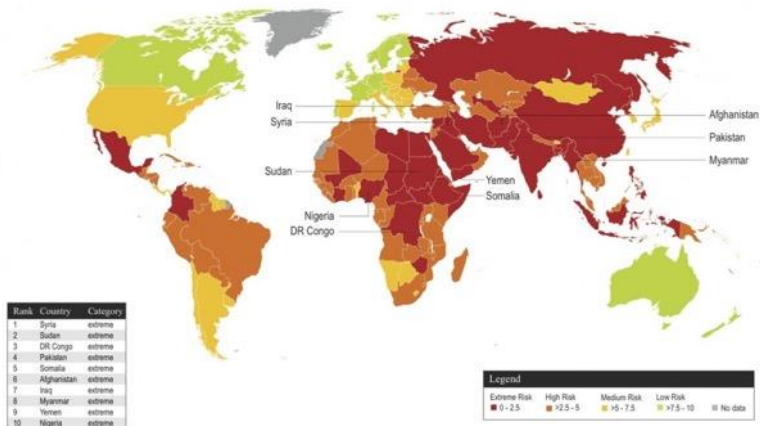 Iraq
Syria
Sudan
Nigeria
DR Congo
Yemen
Somalia
Afghanistan
Pakistan
Myanmar
Rank Country Category
1 Syria extreme
2 Sudan extreme
3 DR Congo extreme
4 Pakistan extreme
5 Somalia extreme
6 Afghanistan extreme
7 Iraq extreme
8 Myanmar extreme
9 Yemen extreme
10 Nigeria extreme
Legend
Extreme Risk High Risk Medium Risk Low Risk
0 - 2.5 >2.5 - 5 >5 - 7.5 >7.5 - 10 No data